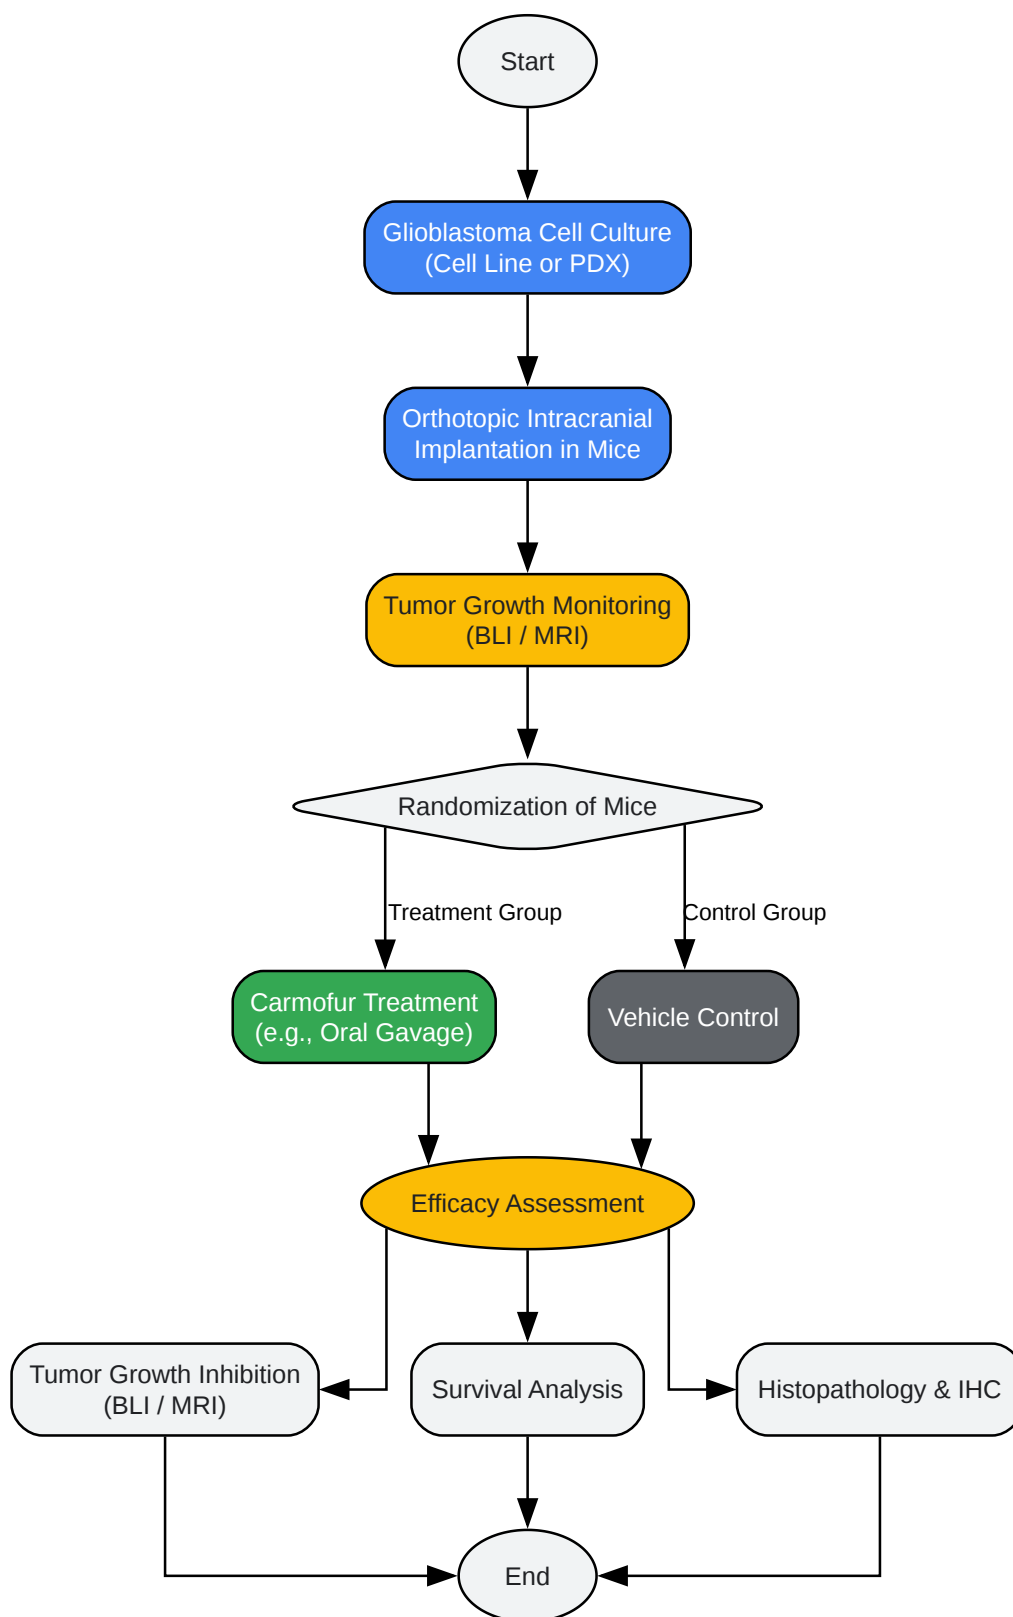 Start
Glioblastoma Cell Culture
(Cell Line or PDX)
Orthotopic Intracranial
Implantation in Mice
Tumor Growth Monitoring
(BLI / MRI)
Randomization of Mice
Treatment Group
Control Group
Carmofur Treatment
(e.g., Oral Gavage)
Vehicle Control
Efficacy Assessment
Tumor Growth Inhibition
(BLI / MRI)
Survival Analysis
Histopathology & IHC
End